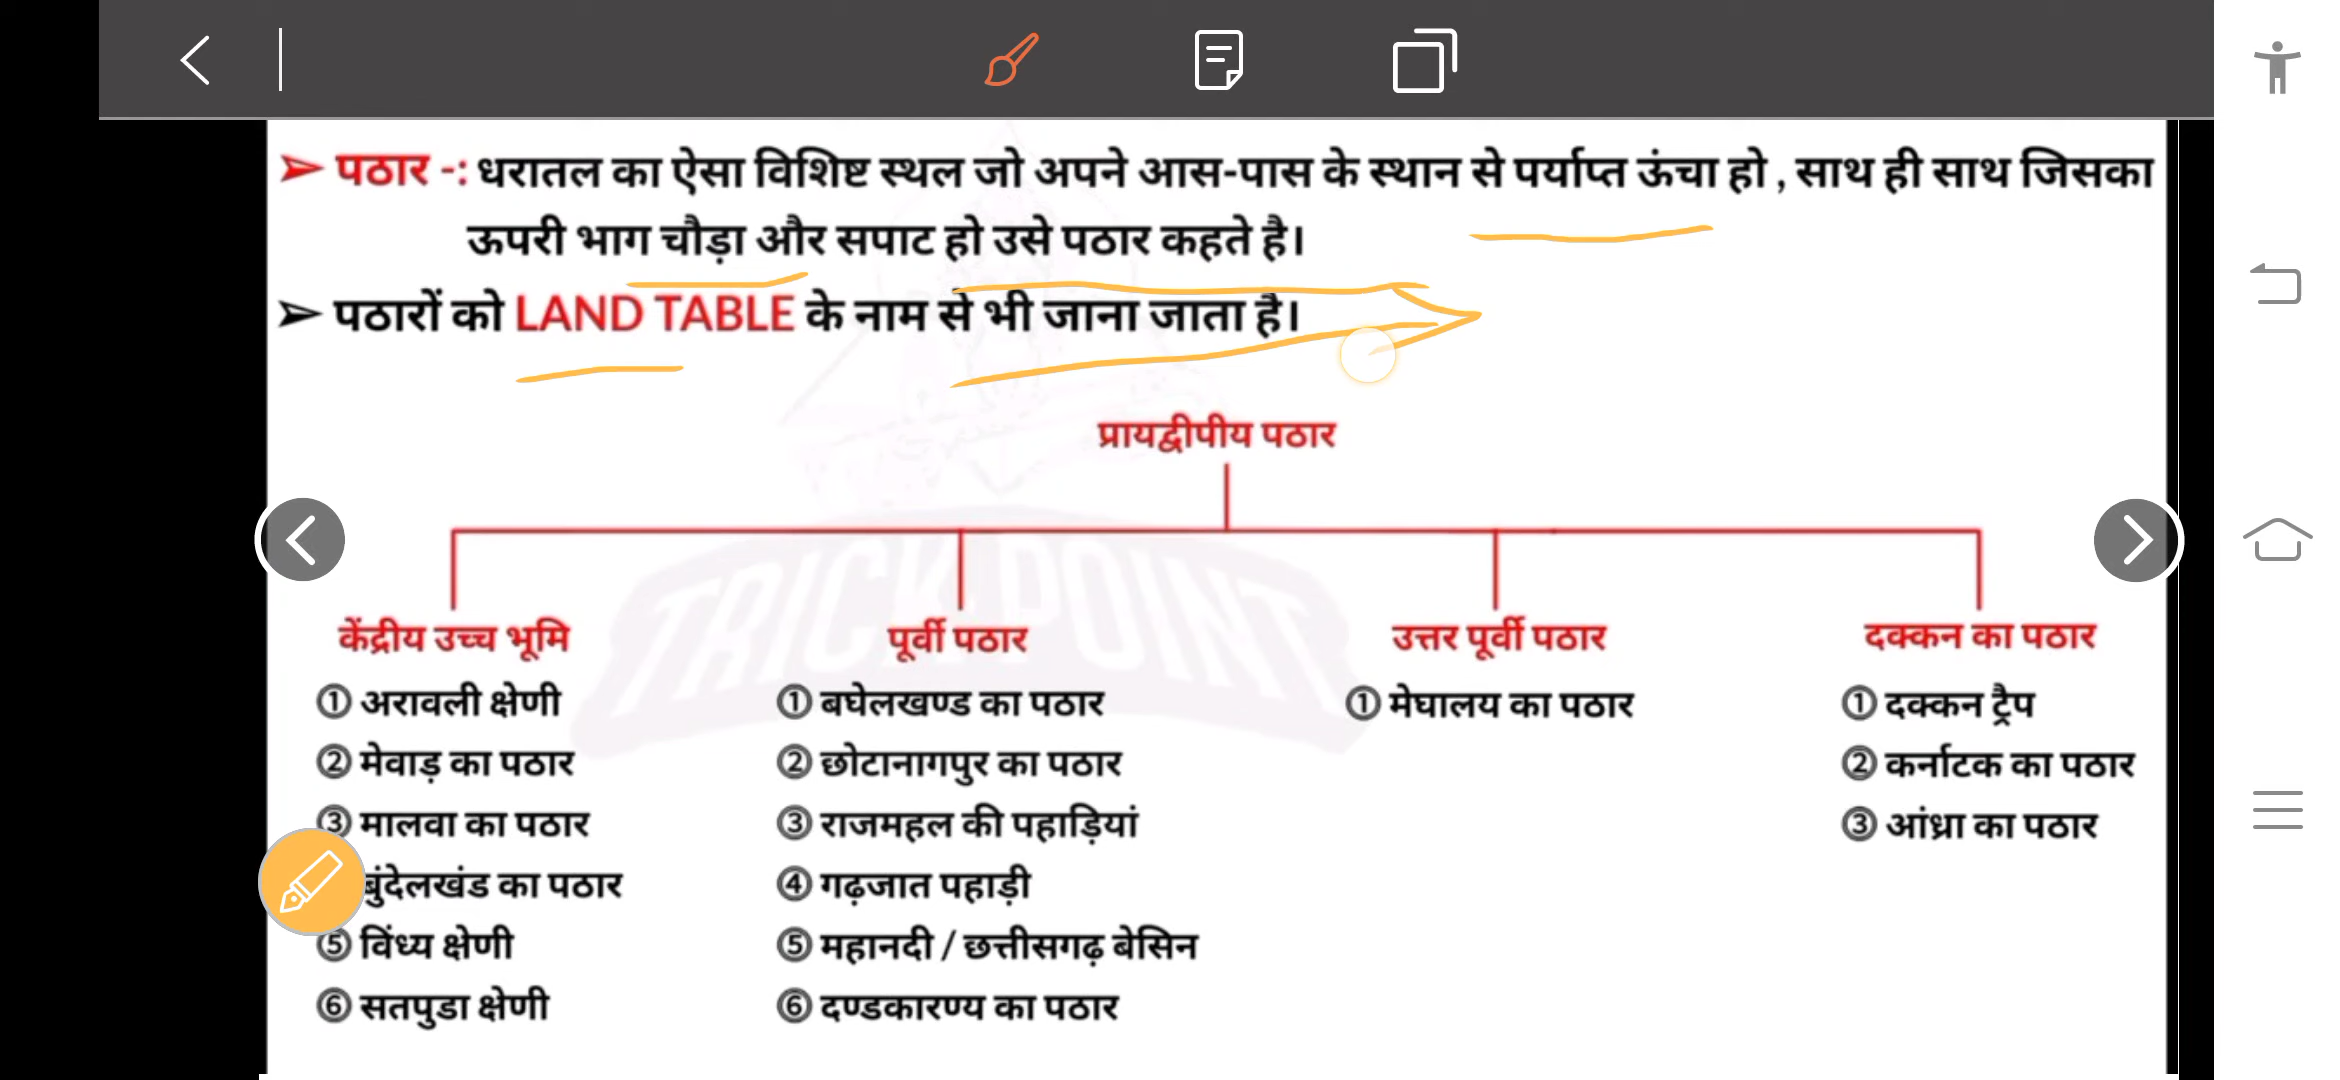 ➢ पठार -: धरातल का ऐसा विशिष्ट स्थल जो अपने आस-पास के स्थान से पर्याप्त ऊंचा हो , साथ ही साथ जिसका
ऊपरी भाग चौड़ा और सपाट हो उसे पठार कहते है।
➢ पठारों को LAND TABLE के नाम से भी जाना जाता है।
प्रायद्वीपीय पठार
केंद्रीय उच्च भूमि
① अरावली क्षेणी
② मेवाड़ का पठार
③ मालवा का पठार
बुंदेलखंड का पठार
⑤ विंध्य क्षेणी
⑥ सतपुडा क्षेणी
पूर्वी पठार
① बघेलखण्ड का पठार
② छोटानागपुर का पठार
③ राजमहल की पहाड़ियां
④ गढ़जात पहाड़ी
⑤ महानदी / छत्तीसगढ़ बेसिन
⑥ दण्डकारण्य का पठार
उत्तर पूर्वी पठार
① मेघालय का पठार
दक्कन का पठार
① दक्कन ट्रैप
② कर्नाटक का पठार
③ आंध्रा का पठार
TRICK POINT